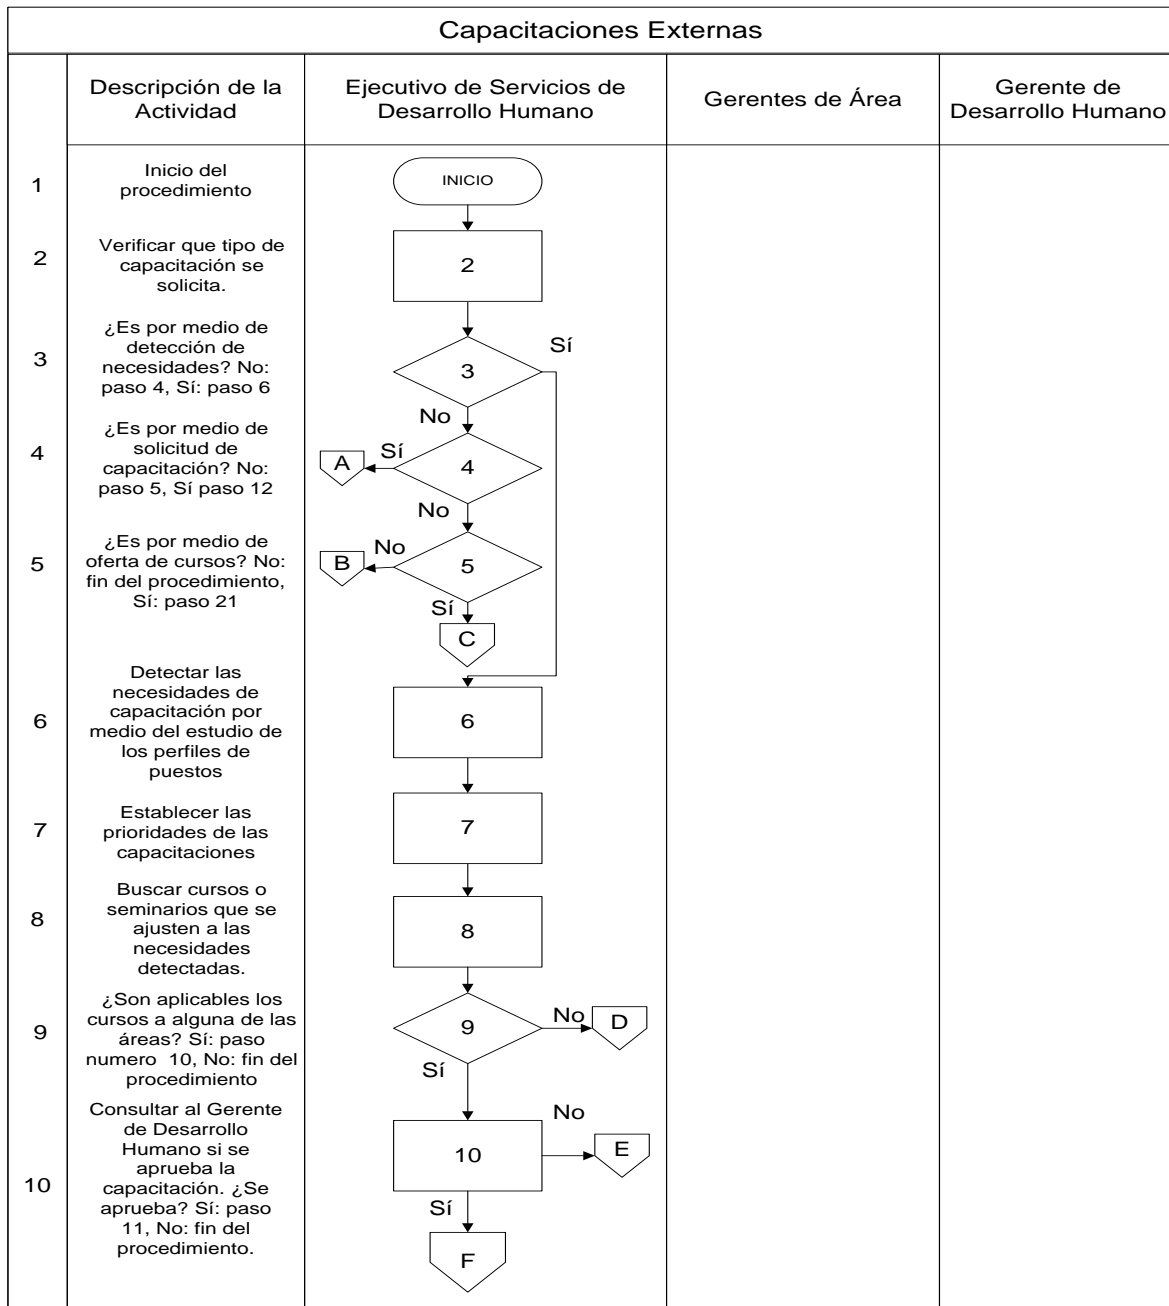 Capacitaciones Externas
Descripción de la
Actividad
Ejecutivo de Servicios de
Desarrollo Humano
Gerentes de Área
Gerente de
Desarrollo Humano
1
Inicio del
procedimiento
INICIO
2
Verificar que tipo de
capacitación se
solicita.
2
3
¿Es por medio de
detección de
necesidades? No:
paso 4, Sí: paso 6
3
Sí
No
4
¿Es por medio de
solicitud de
capacitación? No:
paso 5, Sí paso 12
A
Sí
4
No
5
¿Es por medio de
oferta de cursos? No:
fin del procedimiento,
Sí: paso 21
B
No
5
Sí
C
6
Detectar las
necesidades de
capacitación por
medio del estudio de
los perfiles de
puestos
6
7
Establecer las
prioridades de las
capacitaciones
7
8
Buscar cursos o
seminarios que se
ajusten a las
necesidades
detectadas.
8
9
¿Son aplicables los
cursos a alguna de las
áreas? Sí: paso
numero 10, No: fin del
procedimiento
9
No
D
Sí
10
Consultar al Gerente
de Desarrollo
Humano si se
aprueba la
capacitación. ¿Se
aprueba? Sí: paso
11, No: fin del
procedimiento.
10
No
E
Sí
F